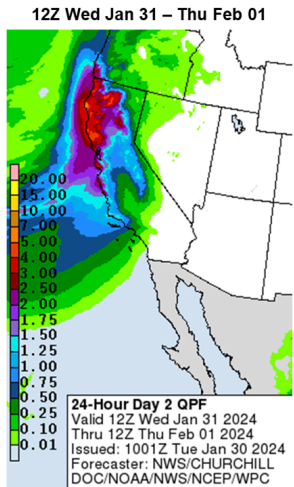 12Z Wed Jan 31 – Thu Feb 01
20.00
15.00
10.00
7.00
5.00
4.00
3.00
2.50
2.00
1.75
1.50
1.25
1.00
0.75
0.50
0.25
0.10
0.01
24-Hour Day 2 QPF
Valid 12Z Wed Jan 31 2024
Thru 12Z Thu Feb 01 2024
Issued: 1001Z Tue Jan 30 2024
Forecaster: NWS/CHURCHILL
DOC/NOAA/NWS/NCEP/WPC